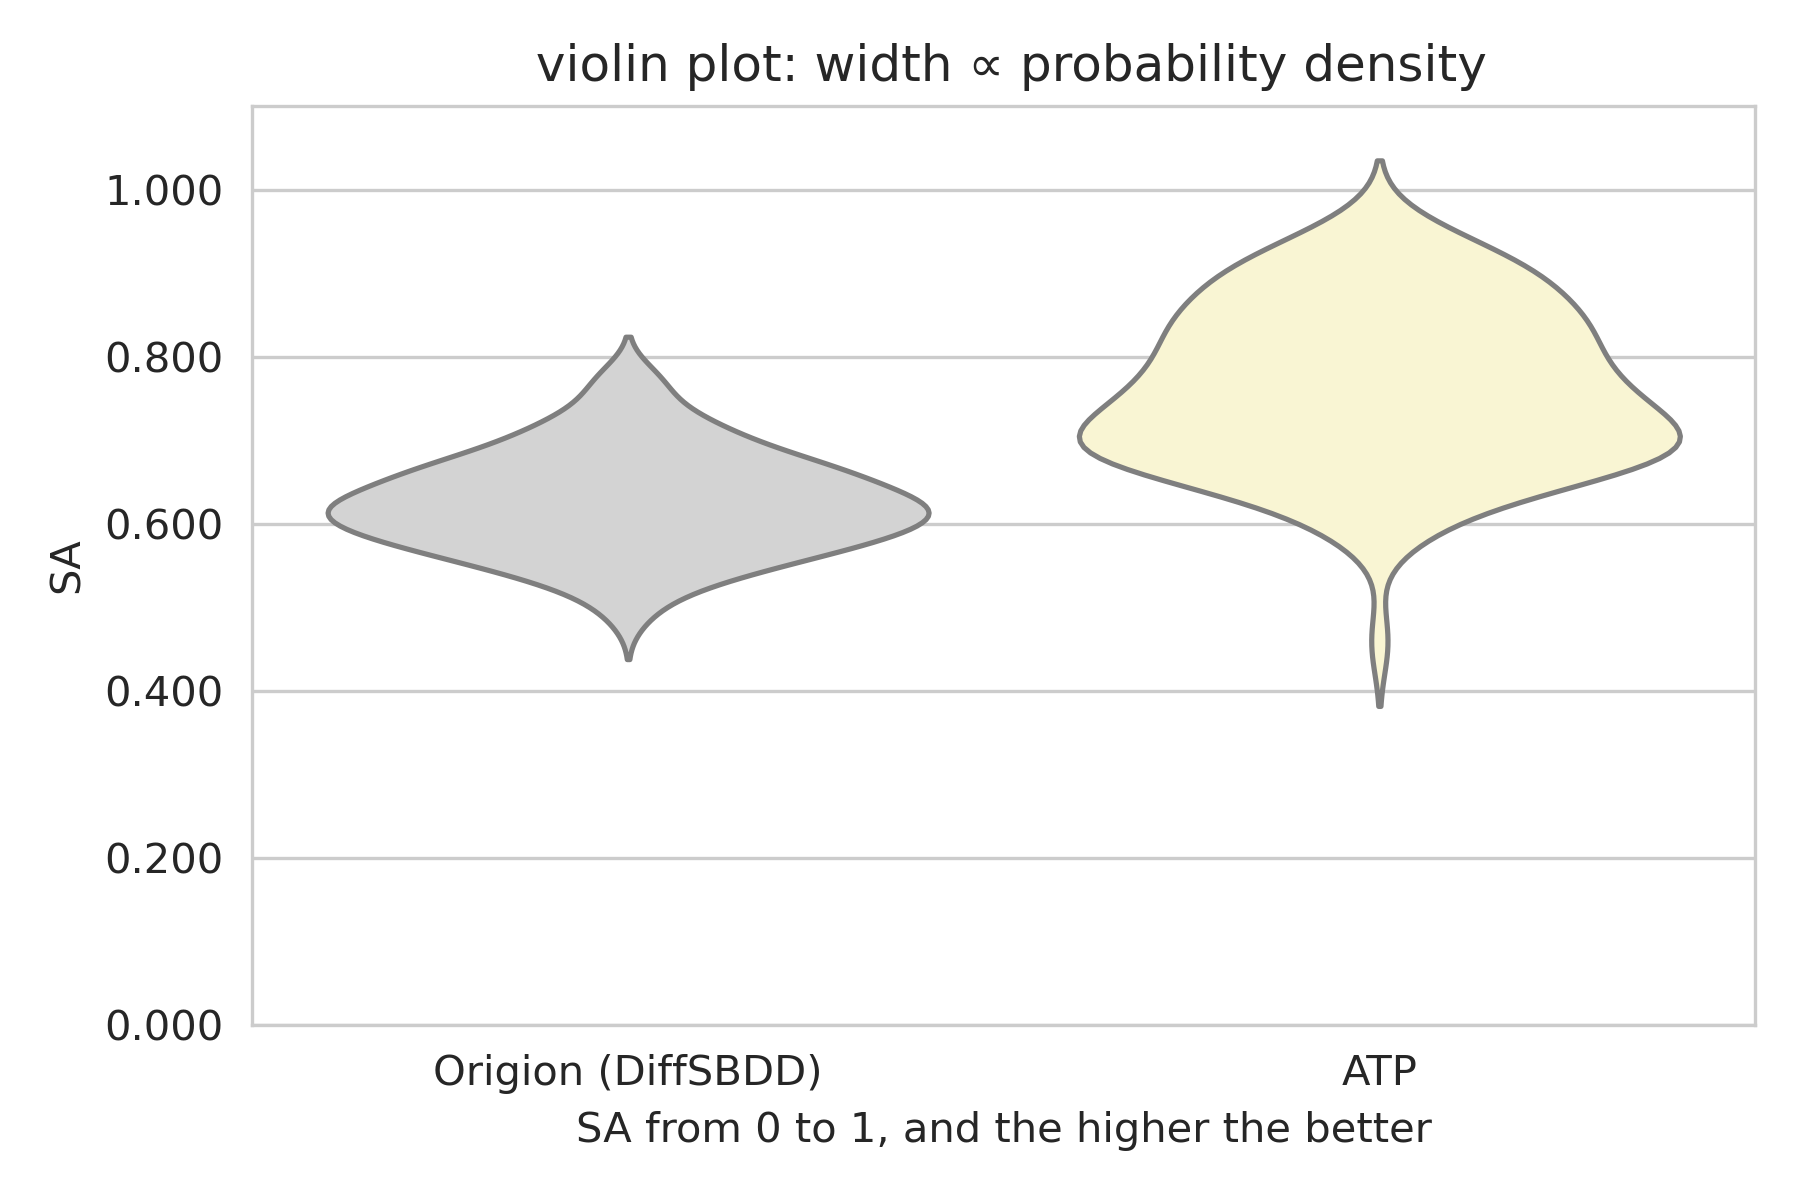 violin plot: width ∝ probability density
1.000
0.800
0.600
0.400
0.200
0.000
SA
Origion (DiffSBDD)
ATP
SA from 0 to 1, and the higher the better